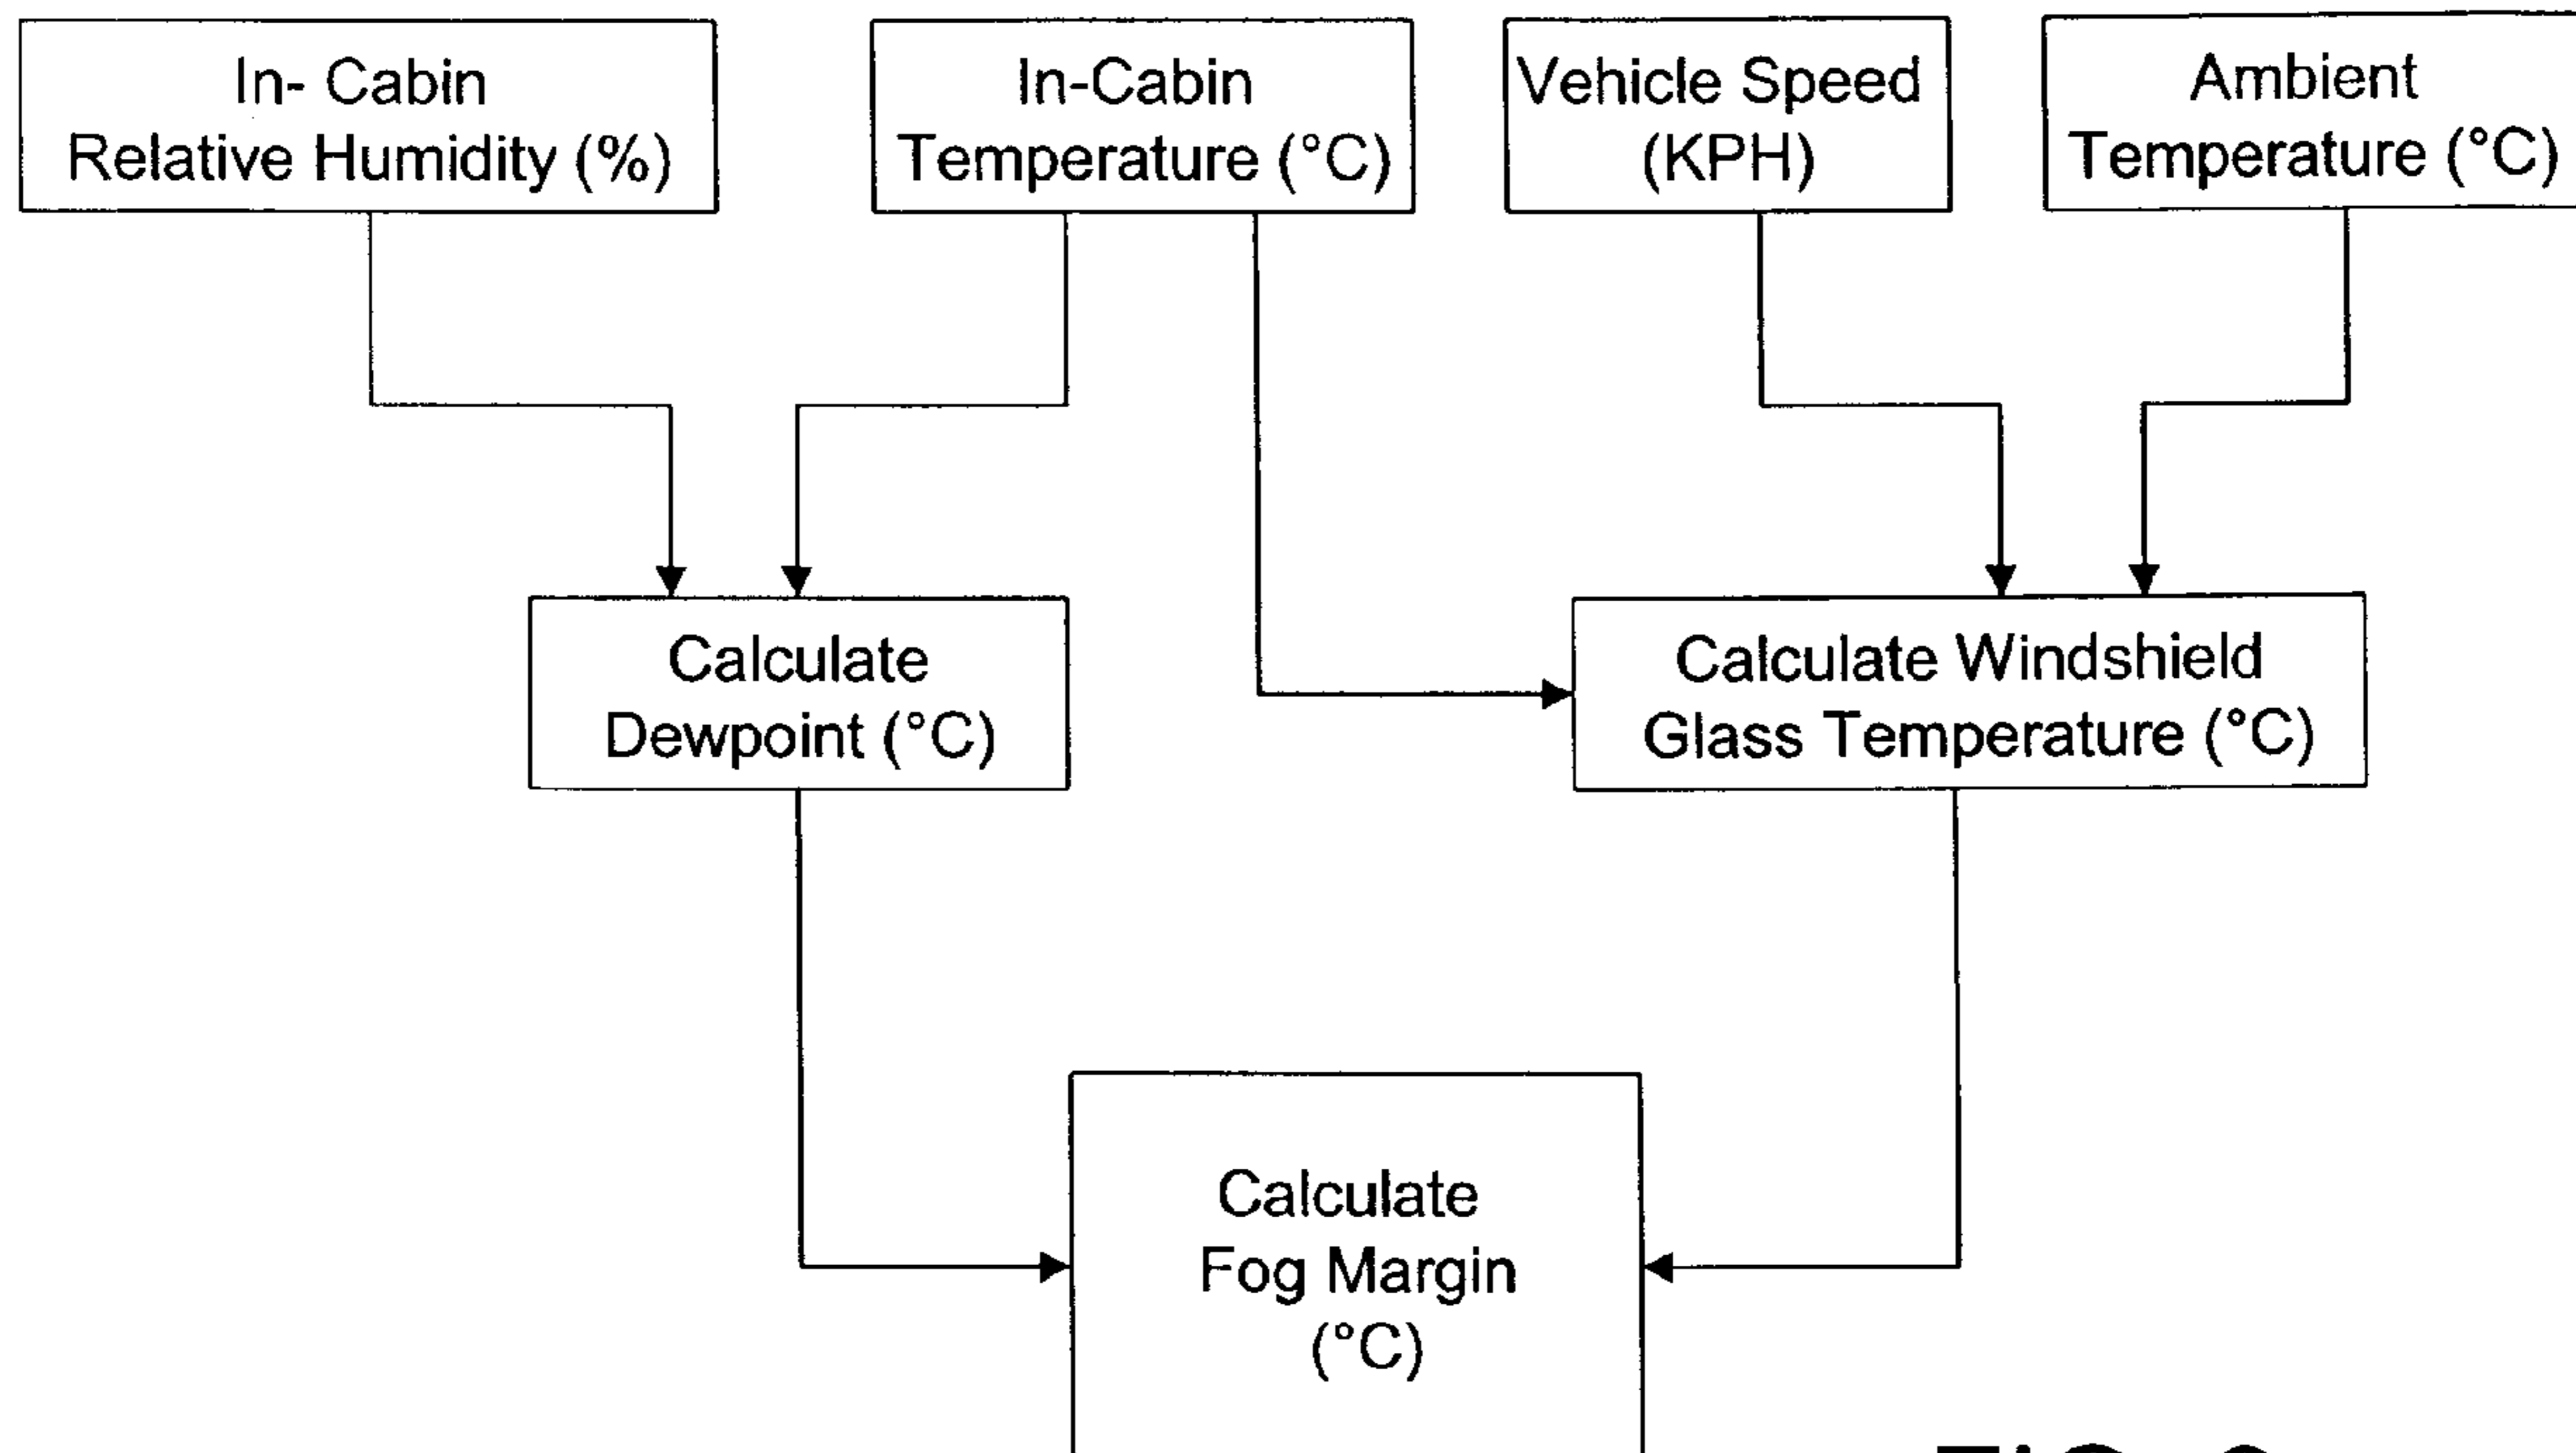 In- Cabin
Relative Humidity (%)
In-Cabin
Temperature (°C)
Vehicle Speed
(KPH)
Ambient
Temperature (°C)
Calculate
Dewpoint (°C)
Calculate Windshield
Glass Temperature (°C)
Calculate
Fog Margin
(°C)